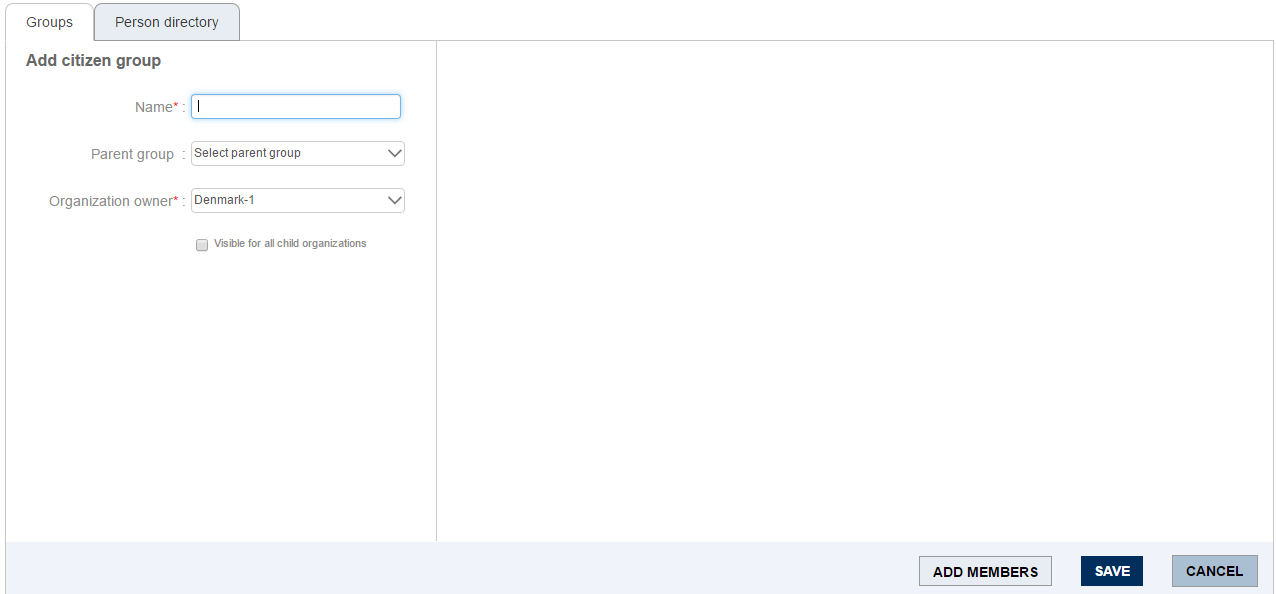 Groups Person directory
Add citizen group
Name* :
Parent group : Select parent group
Organization owner* : Denmark-1
Visible for all child organizations
ADD MEMBERS SAVE CANCEL